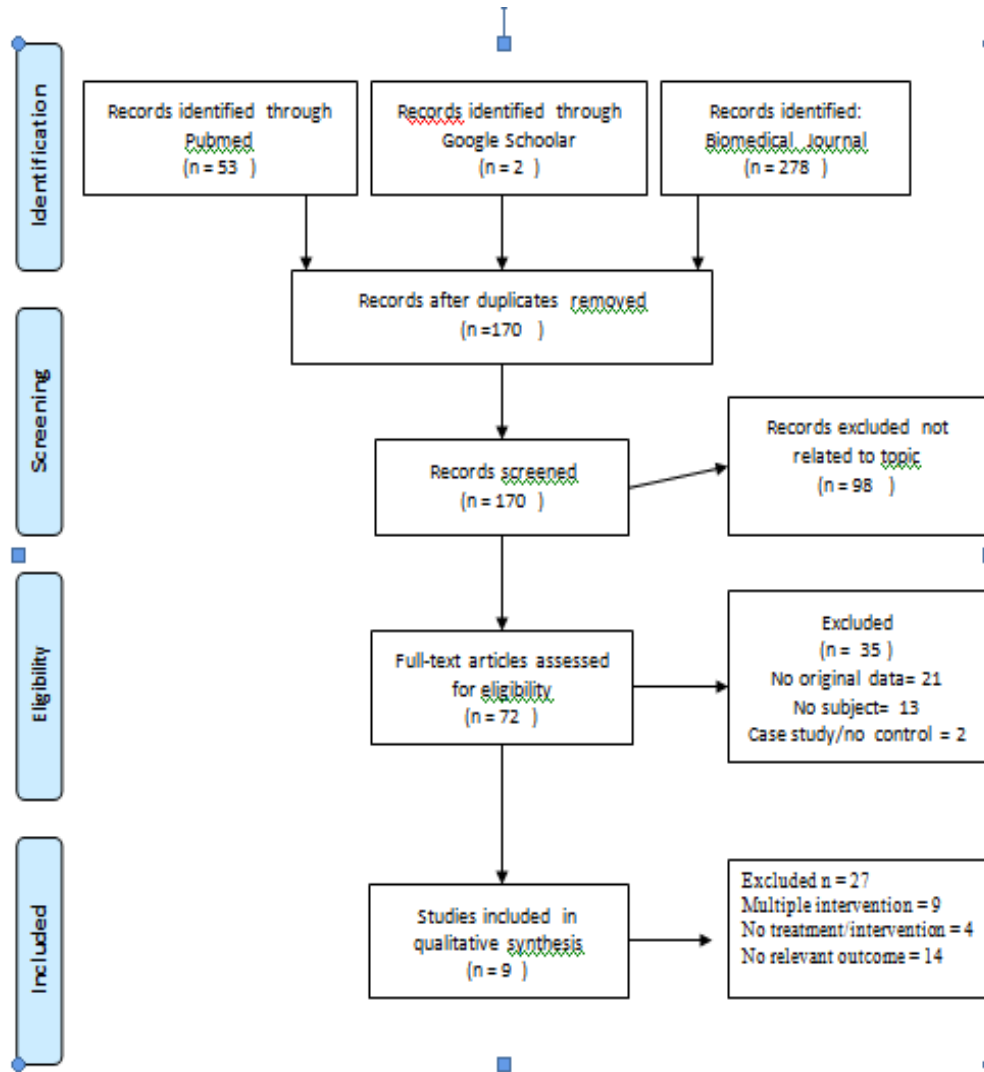 Identification
Records identified through
Pubmed
(n = 53 )
Records identified through
Google Schoolar
(n = 2 )
Records identified:
Biomedical Journal
(n = 278 )
Records after duplicates removed
(n =170 )
Screening
Records screened
(n = 170 )
Records excluded not
related to topic
(n = 98 )
Eligibility
Full-text articles assessed
for eligibility
(n = 72 )
Excluded
(n = 35 )
No original data= 21
No subject= 13
Case study/no control = 2
Included
Studies included in
qualitative synthesis
(n = 9 )
Excluded n = 27
Multiple intervention = 9
No treatment/intervention = 4
No relevant outcome = 14